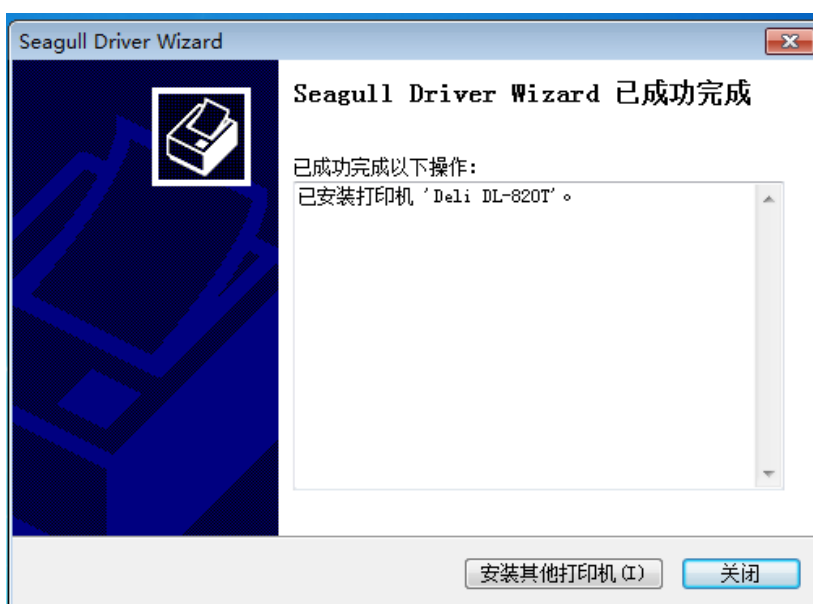 Seagull Driver Wizard
Seagull Driver Wizard 已成功完成
已成功完成以下操作：
已安装打印机 'Deli DL-820T'。
安装其他打印机(I)
关闭